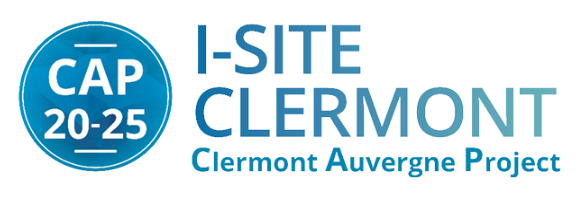 CAP
20-25
I-SITE
CLERMONT
Clermont Auvergne Project